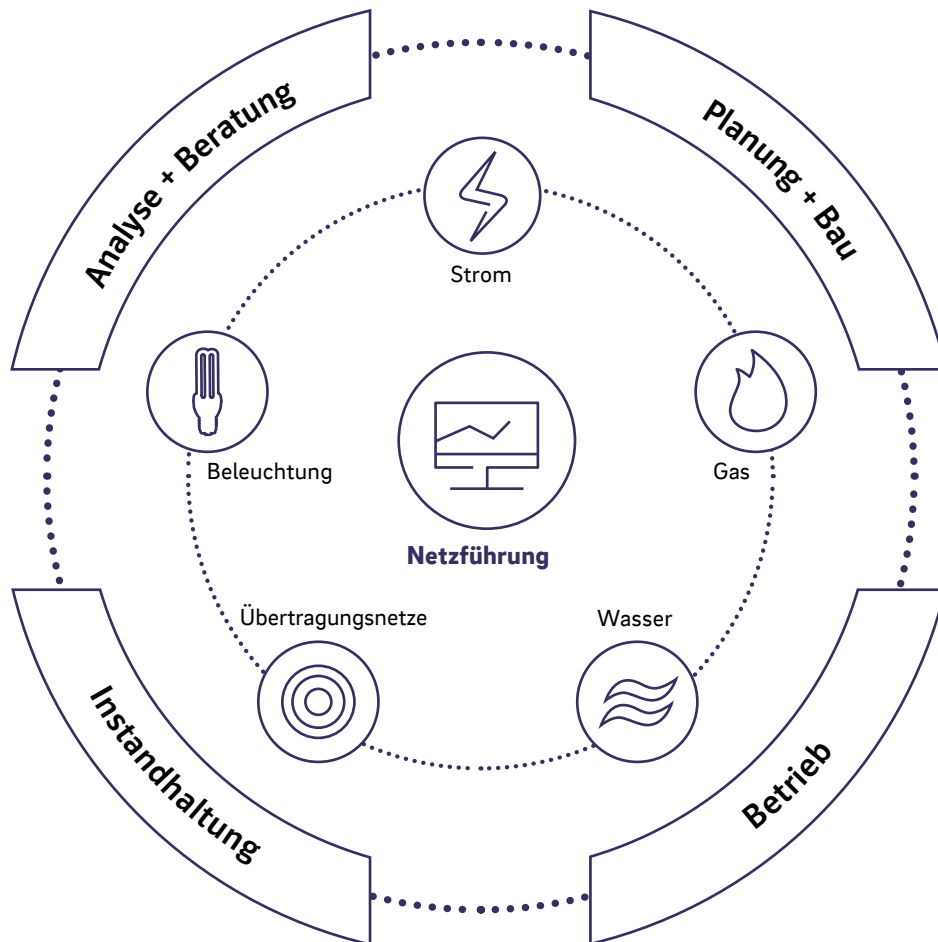 Analyse + Beratung
Planung + Bau
Strom
Beleuchtung
Gas
Netzführung
Übertragungsnetze
Wasser
Instandhaltung
Betrieb